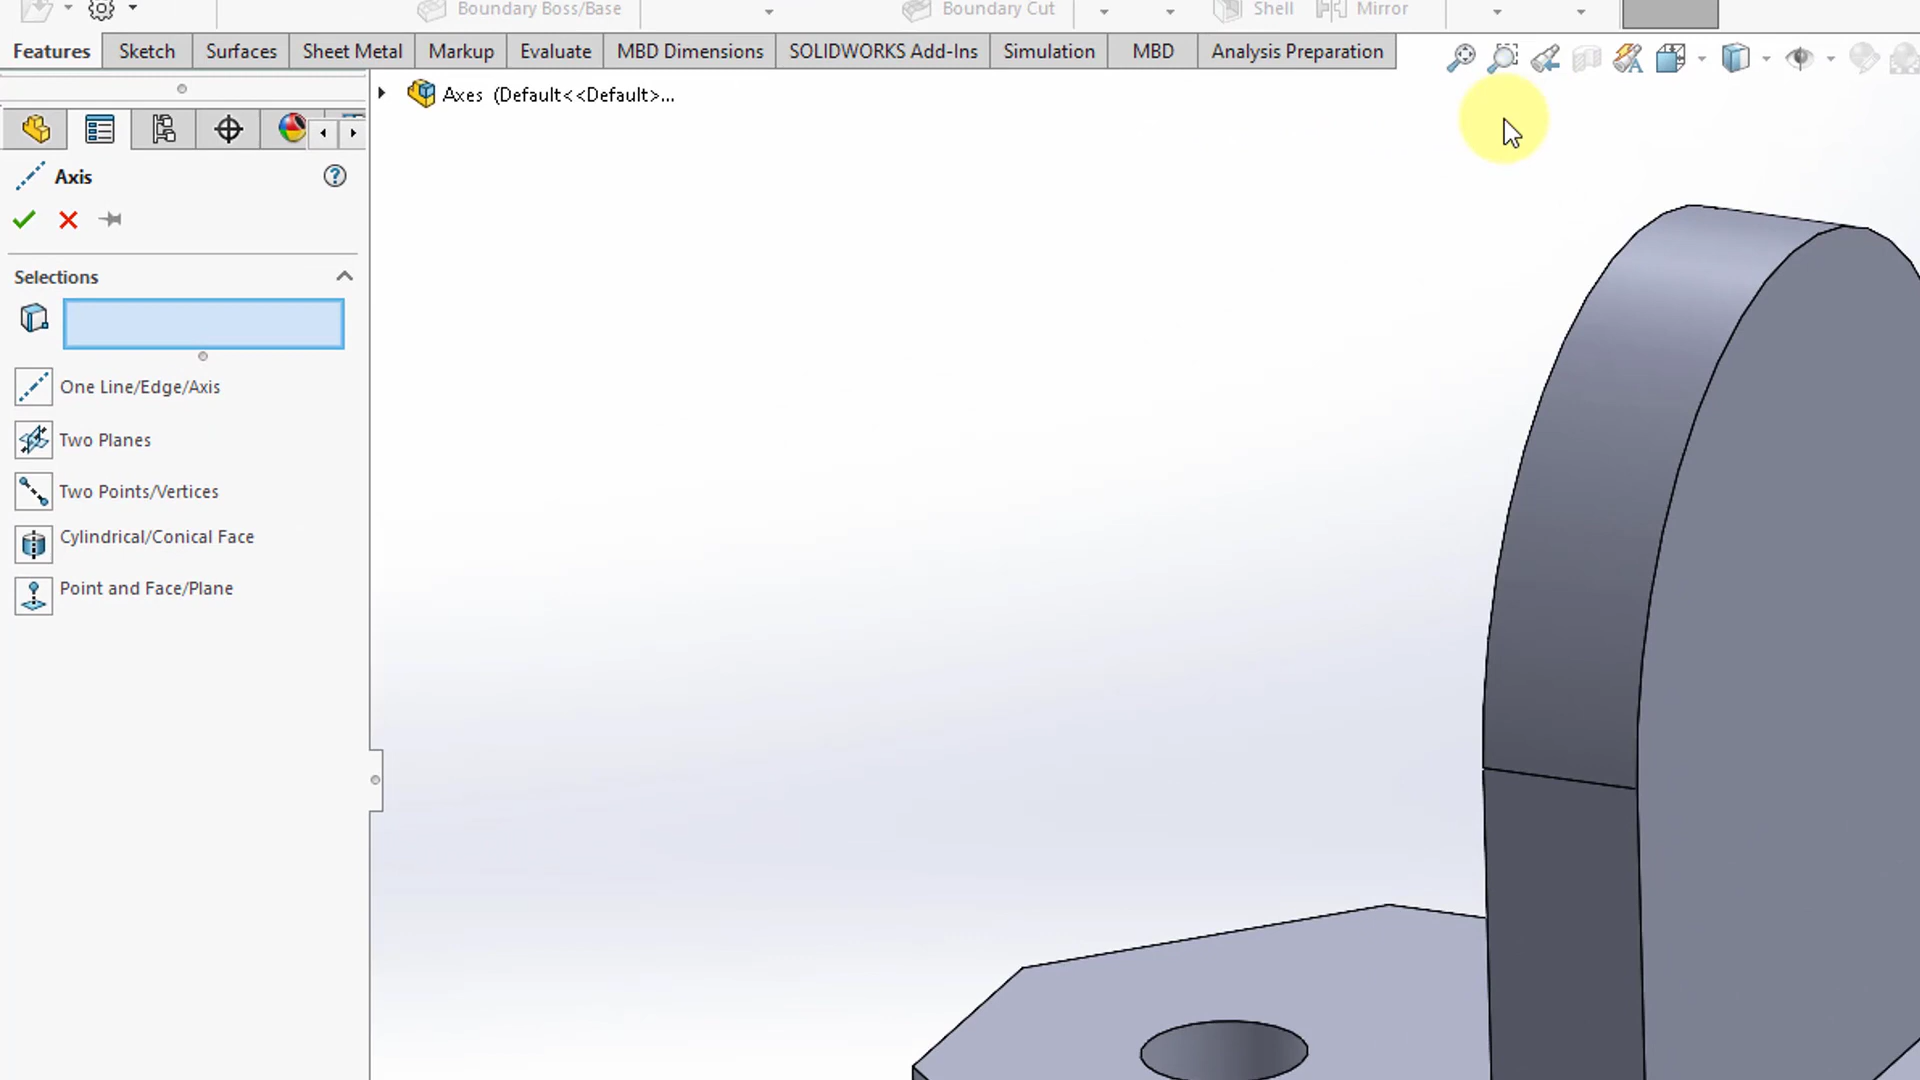 Boundary Boss/Base
Boundary Cut
Shell
Mirror
Features
Sketch
Surfaces
Sheet Metal
Markup
Evaluate
MBD Dimensions
SOLIDWORKS Add-Ins
Simulation
MBD
Analysis Preparation
Axes (Default<<Default>...
Axis
Selections
One Line/Edge/Axis
Two Planes
Two Points/Vertices
Cylindrical/Conical Face
Point and Face/Plane